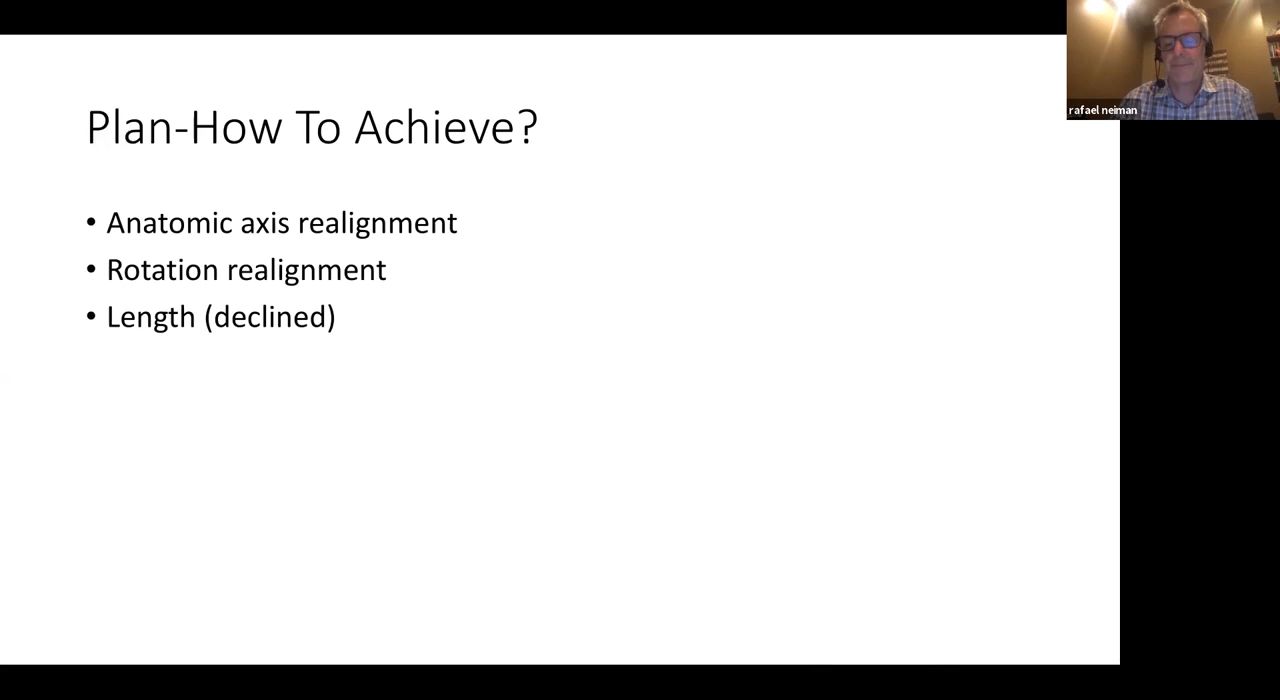 Plan-How To Achieve?
• Anatomic axis realignment
• Rotation realignment
• Length (declined)
rafael neiman